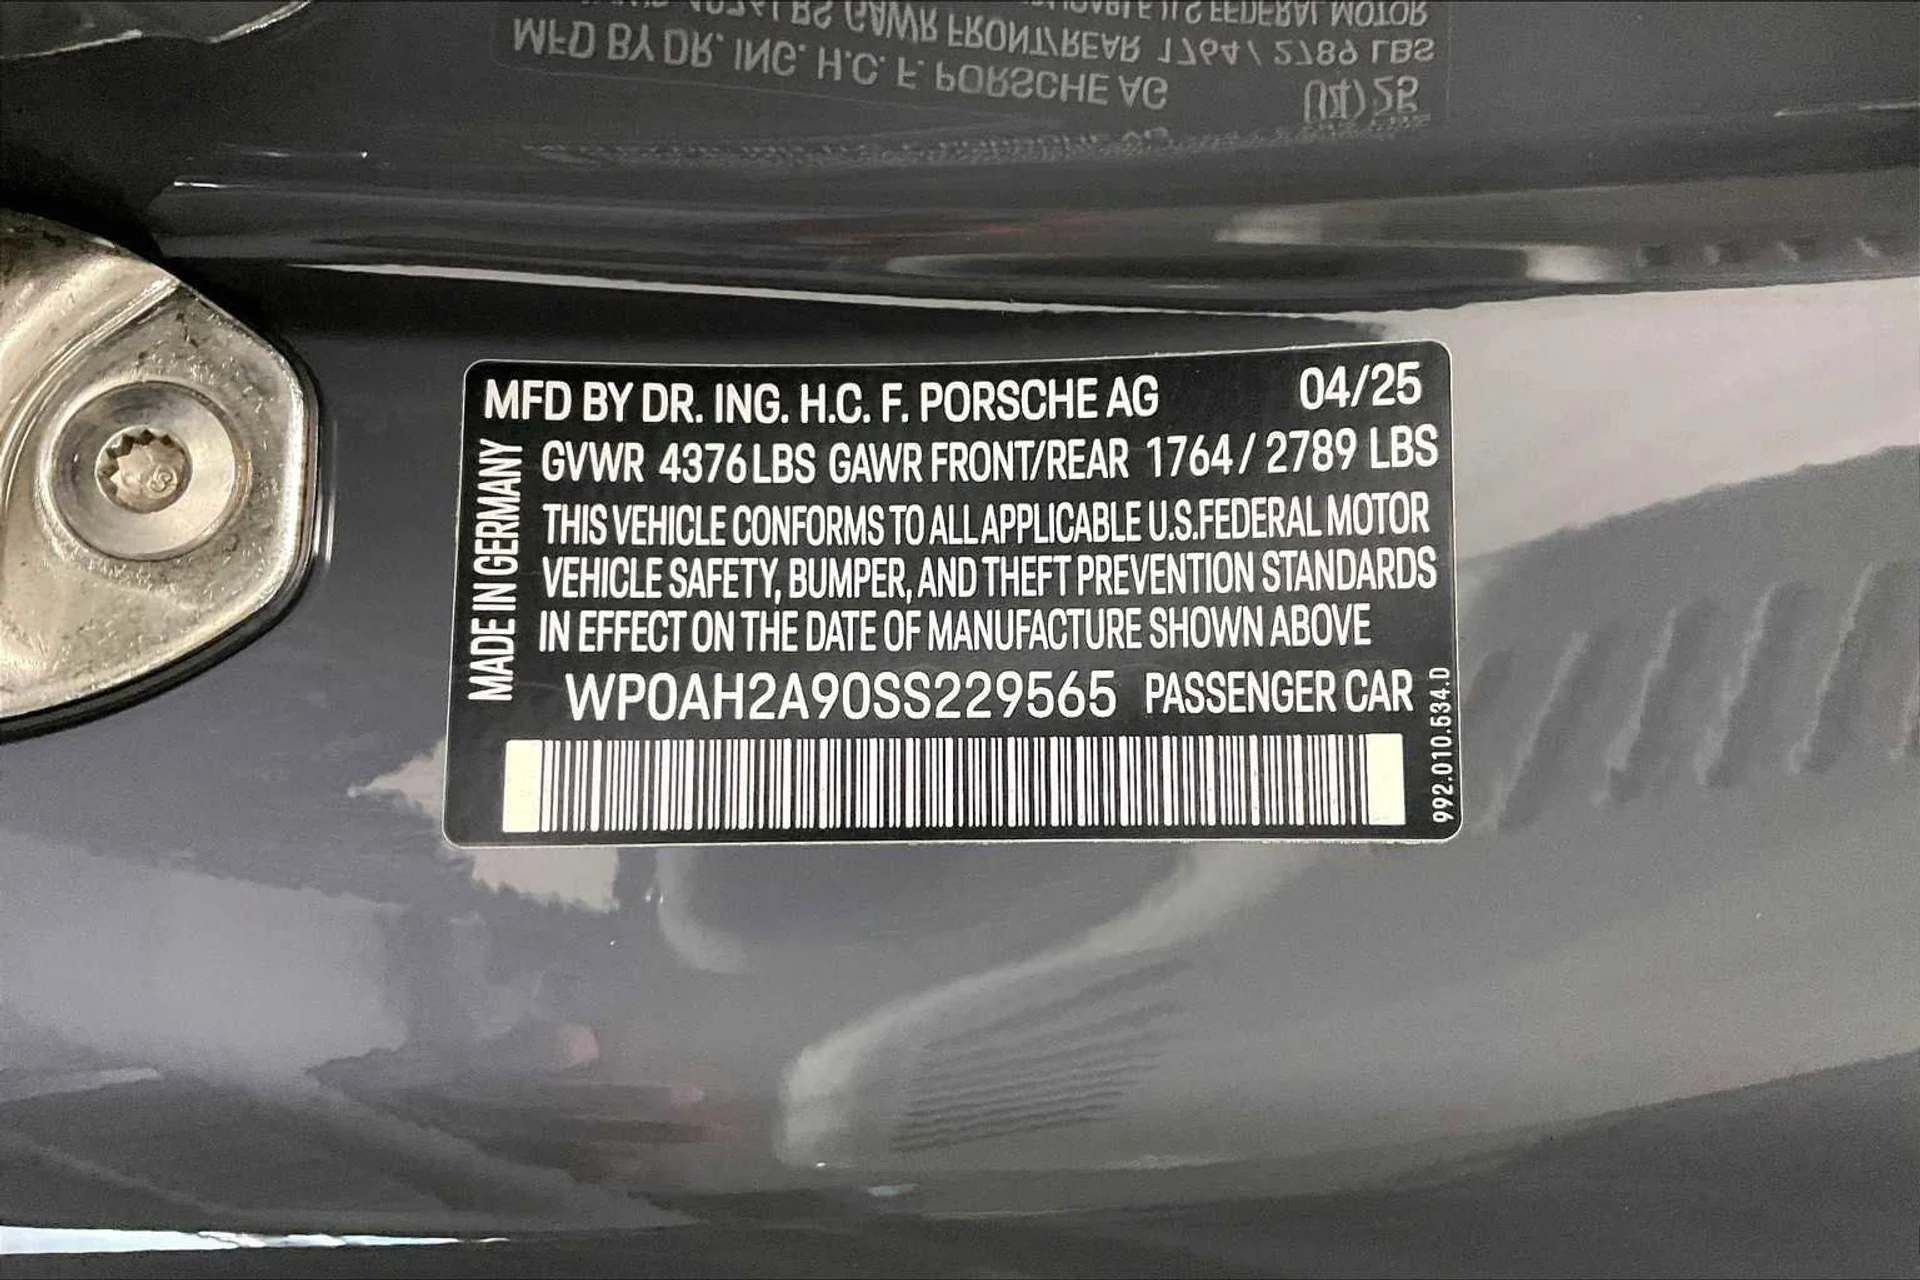 MFD BY DR. ING. H.C. F. PORSCHE AG 04/25
GVWR 4376 LBS GAWR FRONT/REAR 1764 / 2789 LBS
THIS VEHICLE CONFORMS TO ALL APPLICABLE U.S. FEDERAL MOTOR
VEHICLE SAFETY, BUMPER, AND THEFT PREVENTION STANDARDS
IN EFFECT ON THE DATE OF MANUFACTURE SHOWN ABOVE
WP0AH2A90SS229565 PASSENGER CAR
MADE IN GERMANY
992.010.534.D